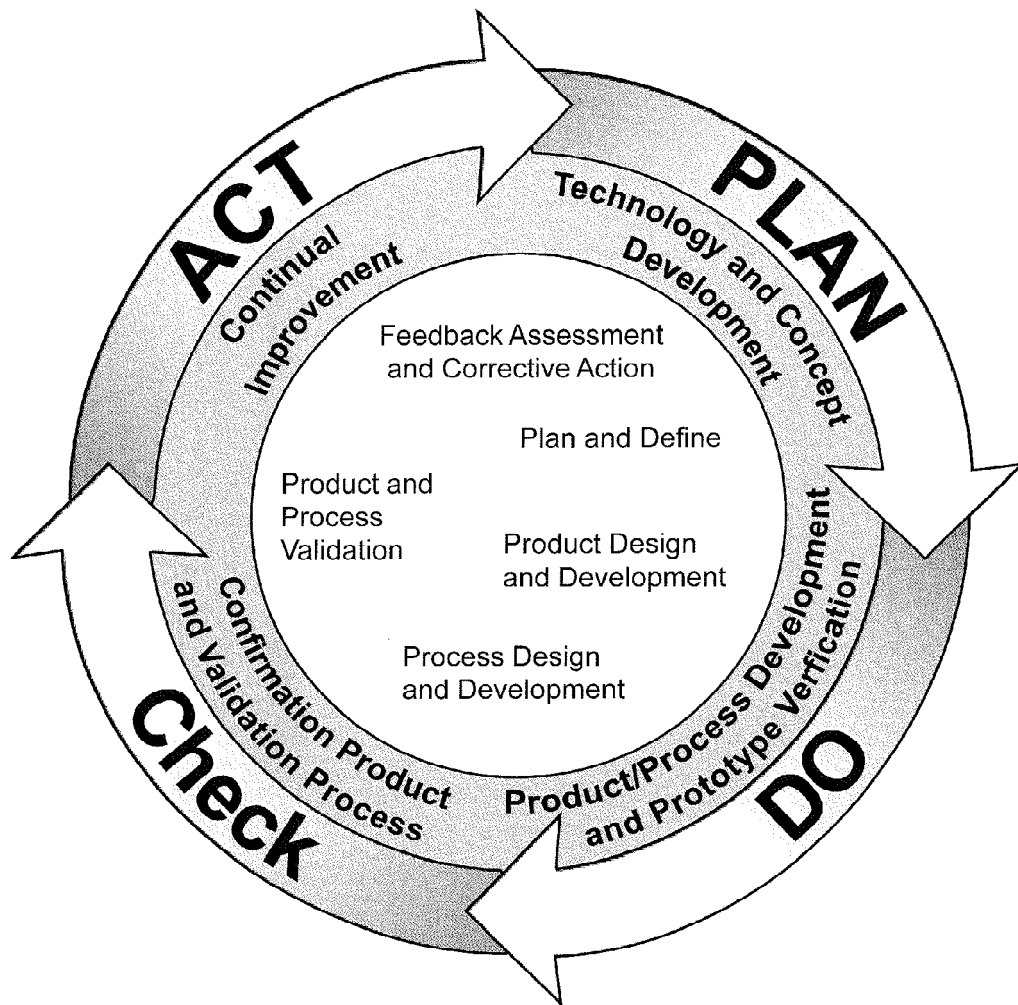 ACT
PLAN
Continual
Improvement
Technology and Concept
Development
Feedback Assessment
and Corrective Action
Plan and Define
Product and
Process
Validation
Product Design
and Development
Process Design
and Development
Product/Process Development
and Prototype Verfication
Confirmation Product
and Validation Process
Check
DO